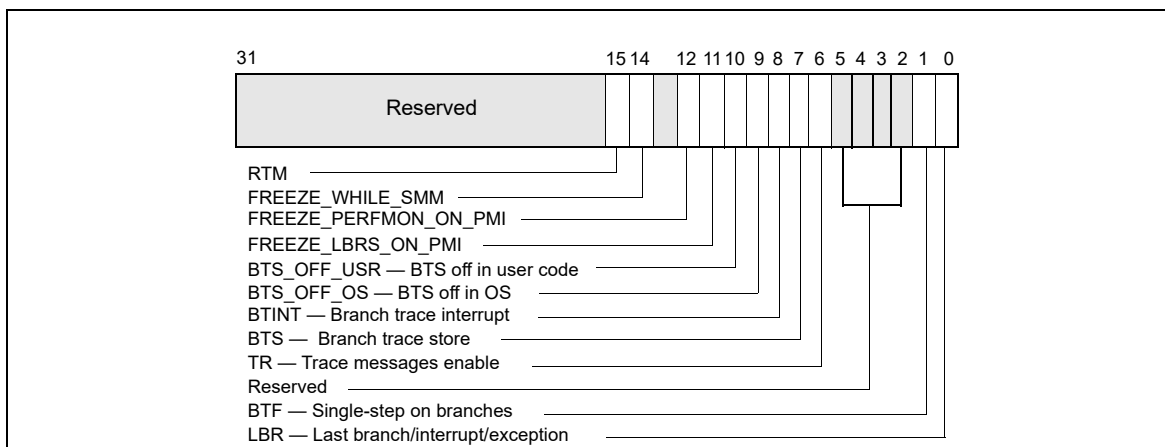 31 15 14 12 11 10 9 8 7 6 5 4 3 2 1 0
Reserved
RTM
FREEZE_WHILE_SMM
FREEZE_PERFMON_ON_PMI
FREEZE_LBRS_ON_PMI
BTS_OFF_USR — BTS off in user code
BTS_OFF_OS — BTS off in OS
BTINT — Branch trace interrupt
BTS — Branch trace store
TR — Trace messages enable
Reserved
BTF — Single-step on branches
LBR — Last branch/interrupt/exception